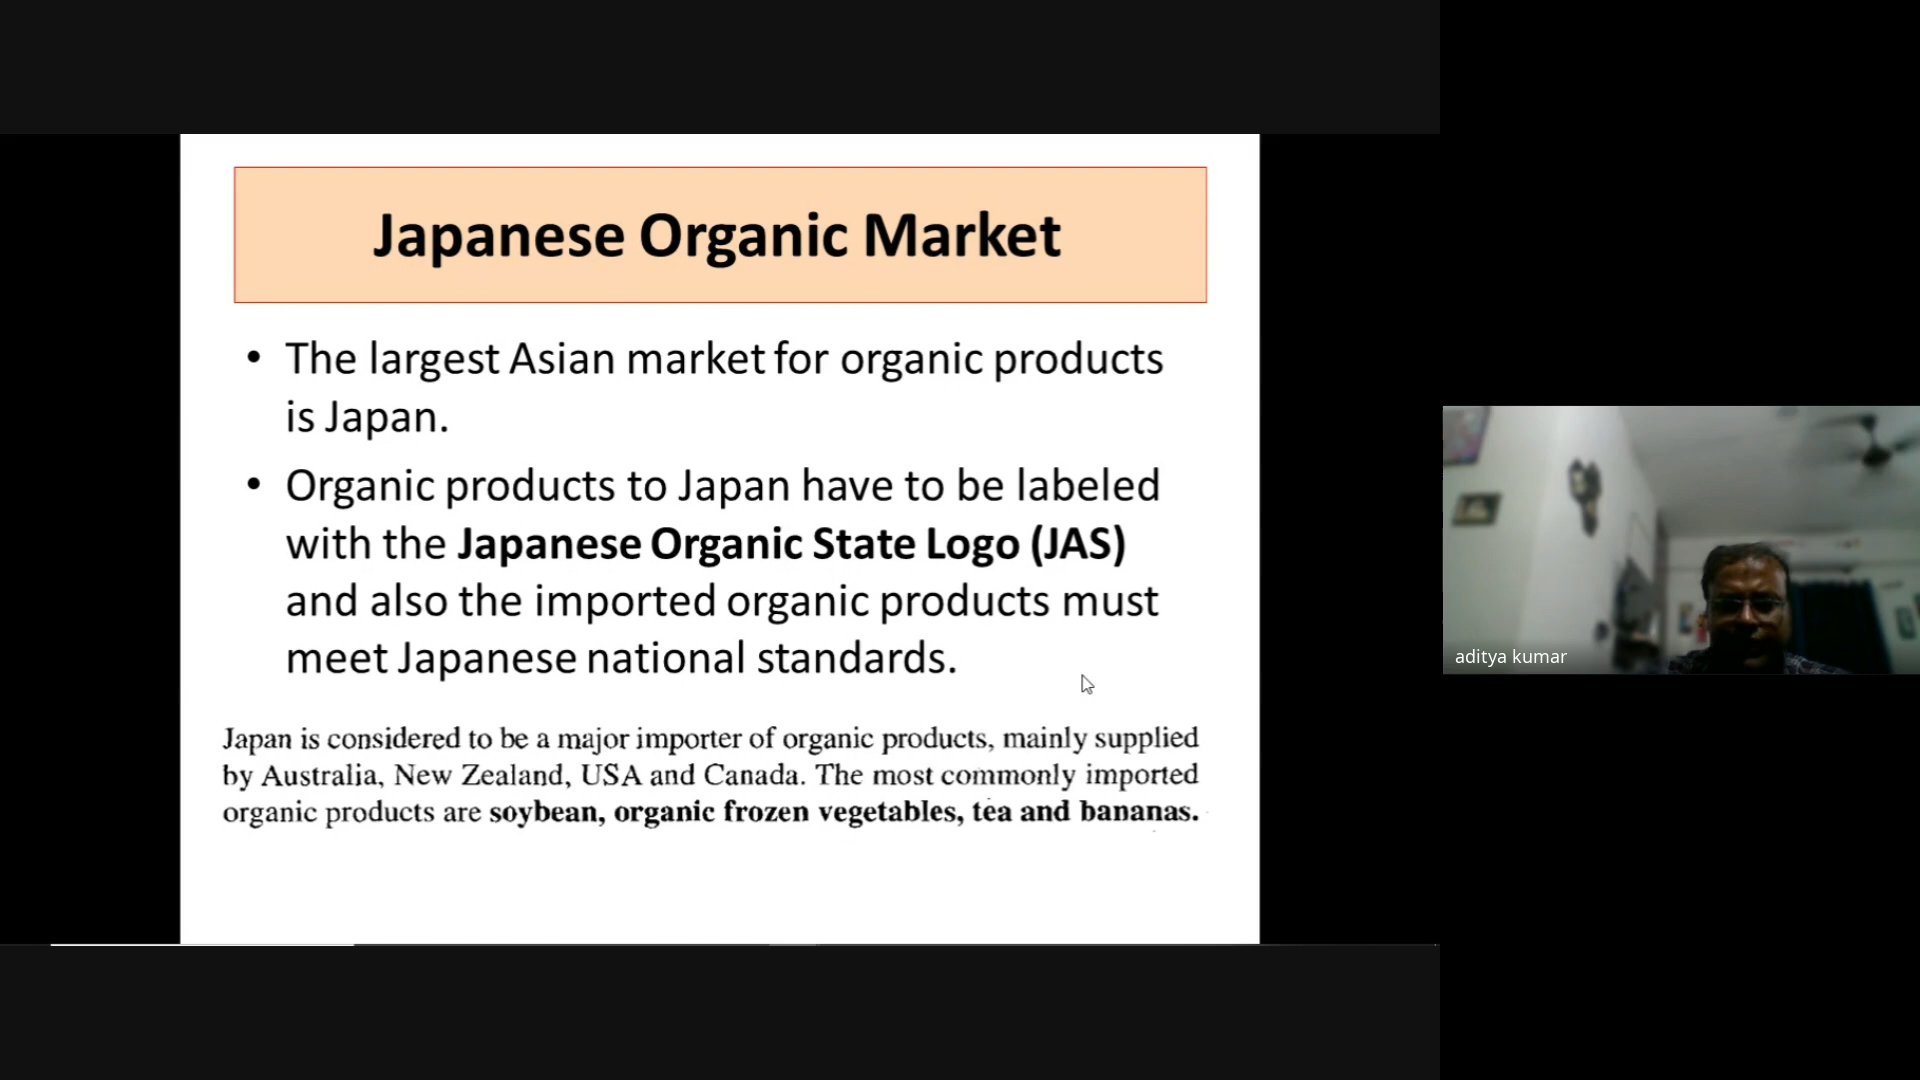 Japanese Organic Market
• The largest Asian market for organic products
is Japan.
• Organic products to Japan have to be labeled
with the Japanese Organic State Logo (JAS)
and also the imported organic products must
meet Japanese national standards.
Japan is considered to be a major importer of organic products, mainly supplied
by Australia, New Zealand, USA and Canada. The most commonly imported
organic products are soybean, organic frozen vegetables, tea and bananas.
aditya kumar